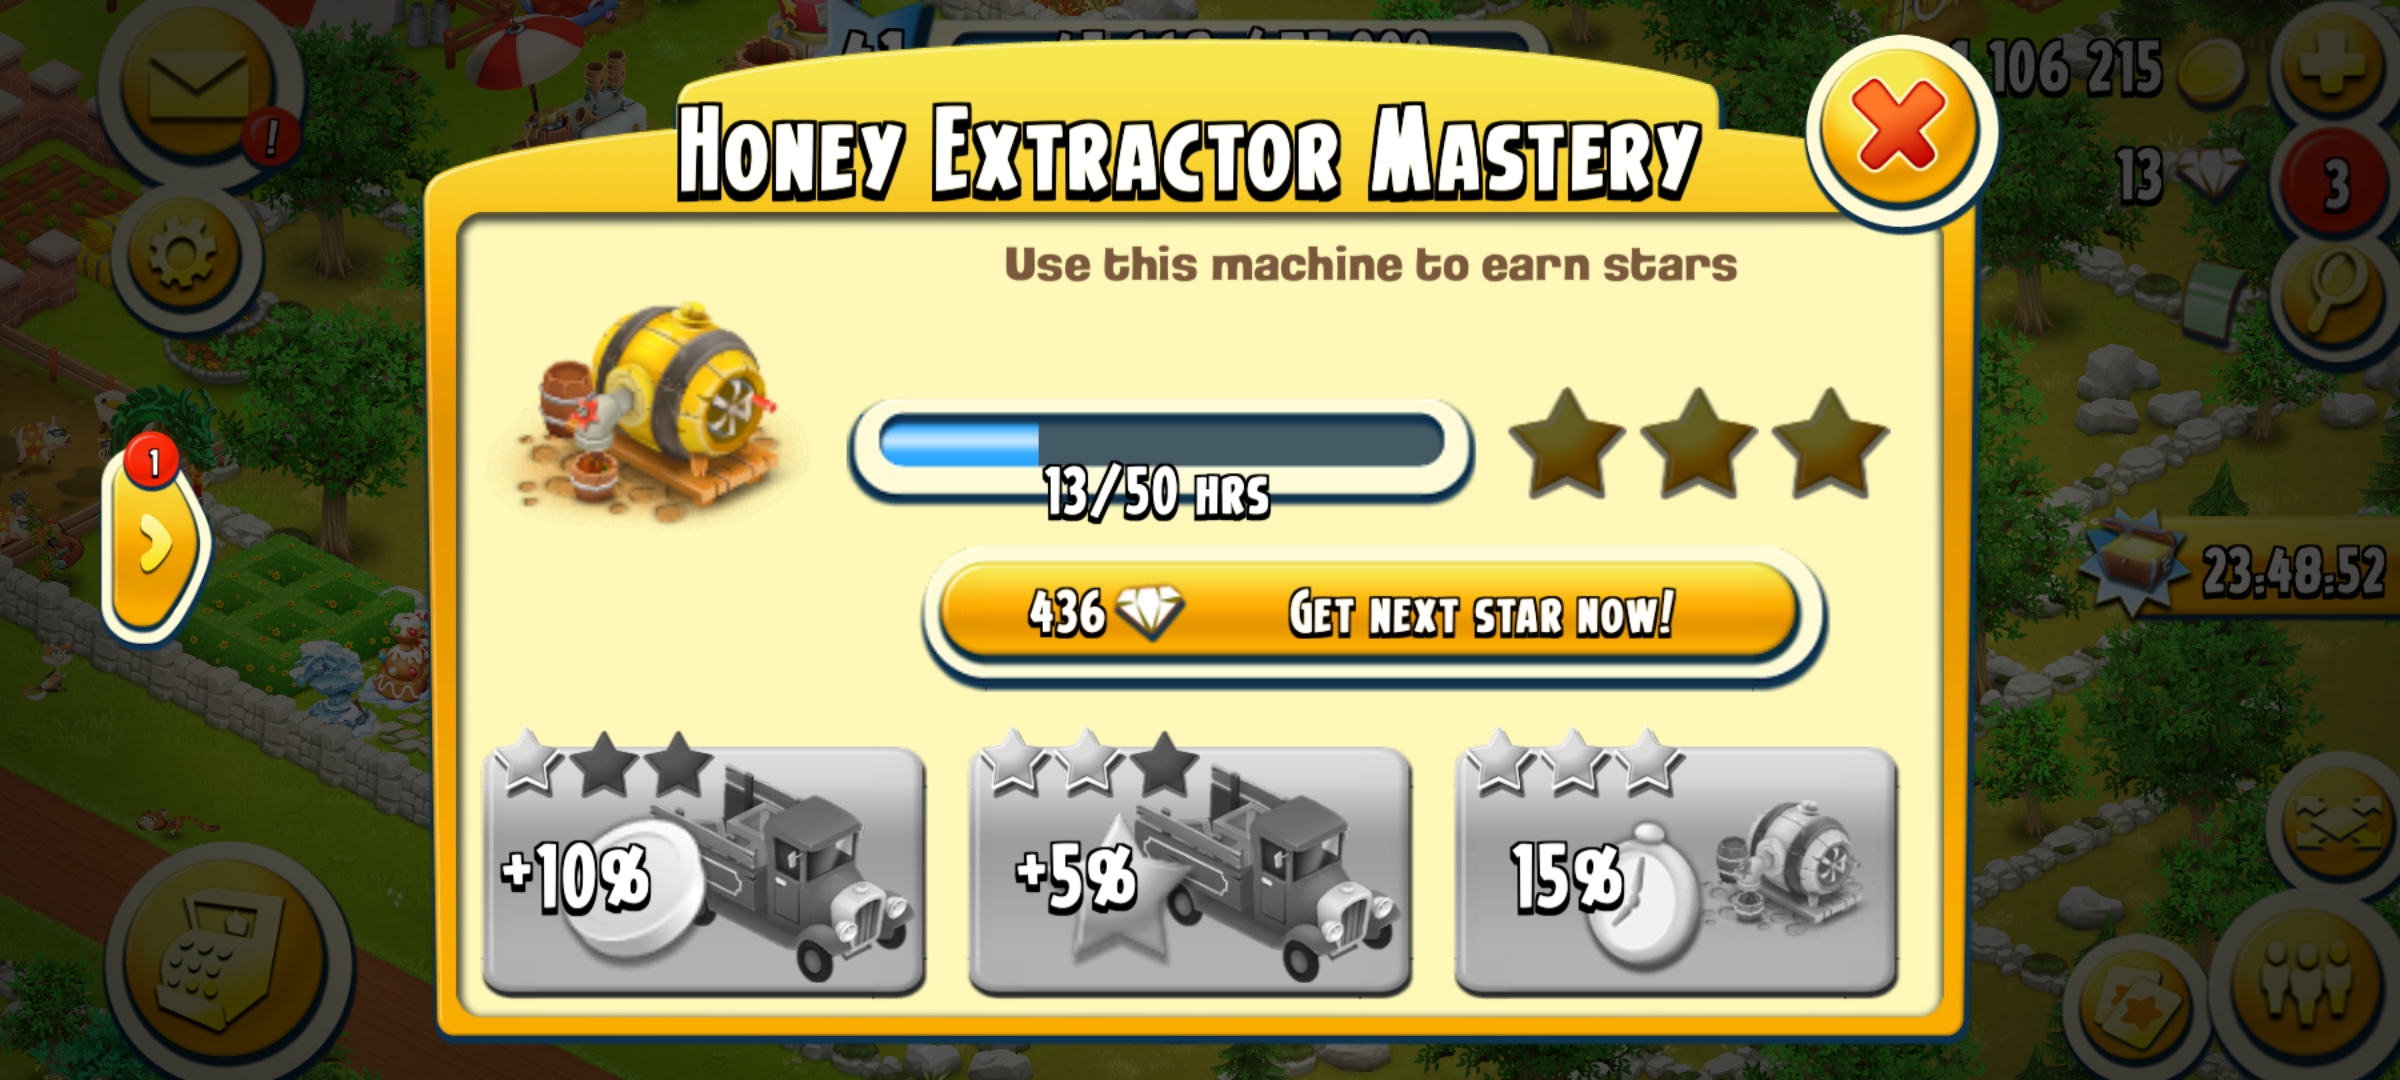 106 215
Honey Extractor Mastery
!
13
3
Use this machine to earn stars
1
13/50 hrs
23:48:52
436
Get next star now!
+10%
+5%
15%